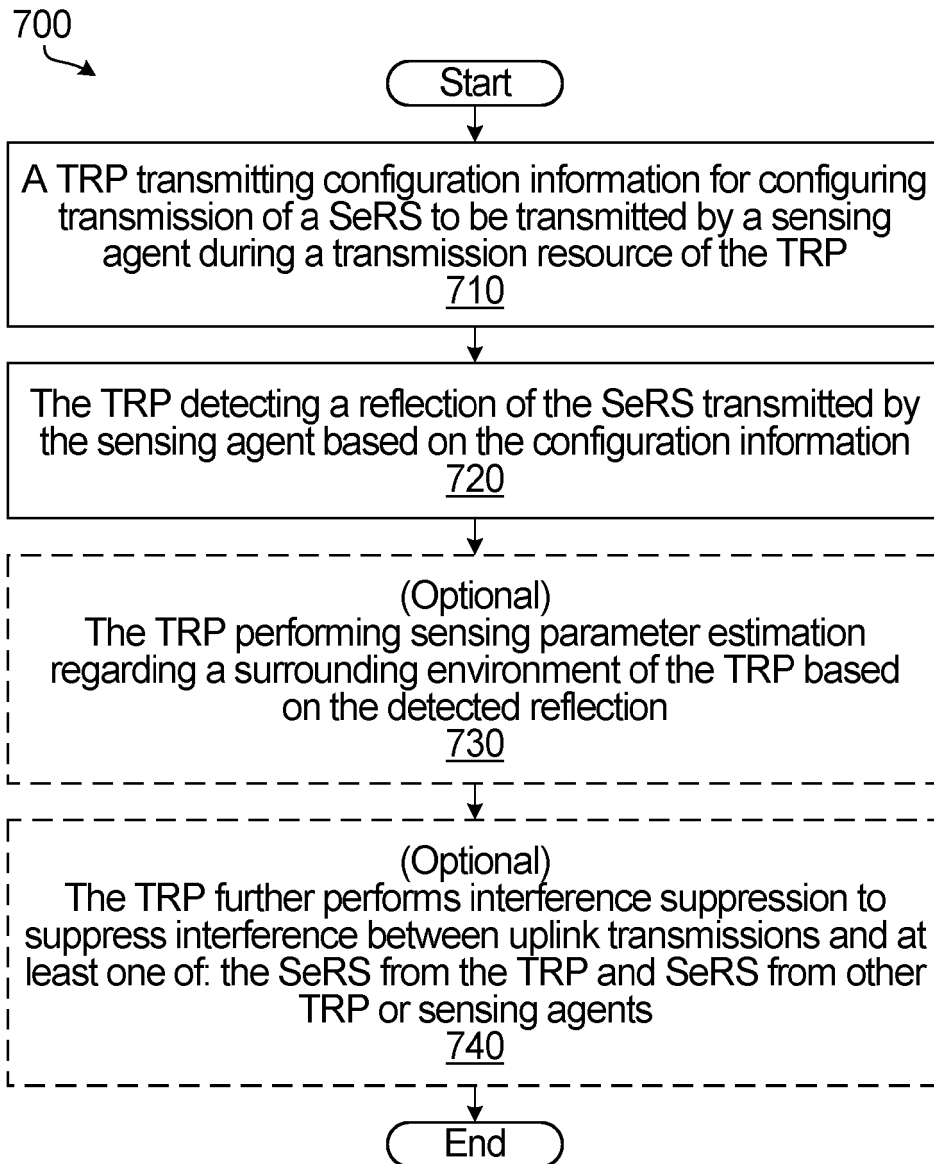 700
Start
A TRP transmitting configuration information for configuring
transmission of a SeRS to be transmitted by a sensing
agent during a transmission resource of the TRP
710
The TRP detecting a reflection of the SeRS transmitted by
the sensing agent based on the configuration information
720
(Optional)
The TRP performing sensing parameter estimation
regarding a surrounding environment of the TRP based
on the detected reflection
730
(Optional)
The TRP further performs interference suppression to
suppress interference between uplink transmissions and at
least one of: the SeRS from the TRP and SeRS from other
TRP or sensing agents
740
End